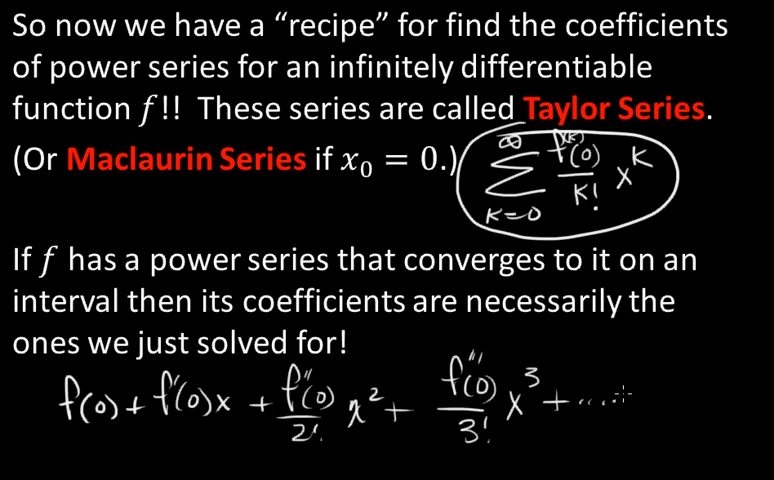 So now we have a “recipe” for find the coefficients
of power series for an infinitely differentiable
function f!! These series are called Taylor Series.
(Or Maclaurin Series if x₀ = 0.) ∑_{K=0}^{∞} f^{(K)}(0)/K! x^K
If f has a power series that converges to it on an
interval then its coefficients are necessarily the
ones we just solved for!
f(0) + f'(0)x + f''(0)/2! x² + f'''(0)/3! x³ + .....